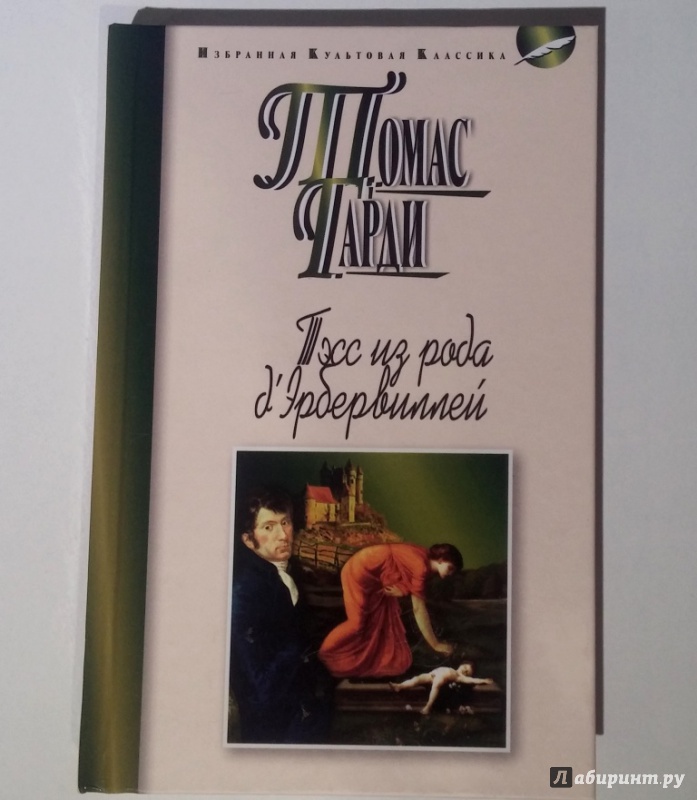 Избранная Культовая Классика
Томас
Гарди
Тэсс из рода
д'Эрбервиллей
Лабиринт.ру